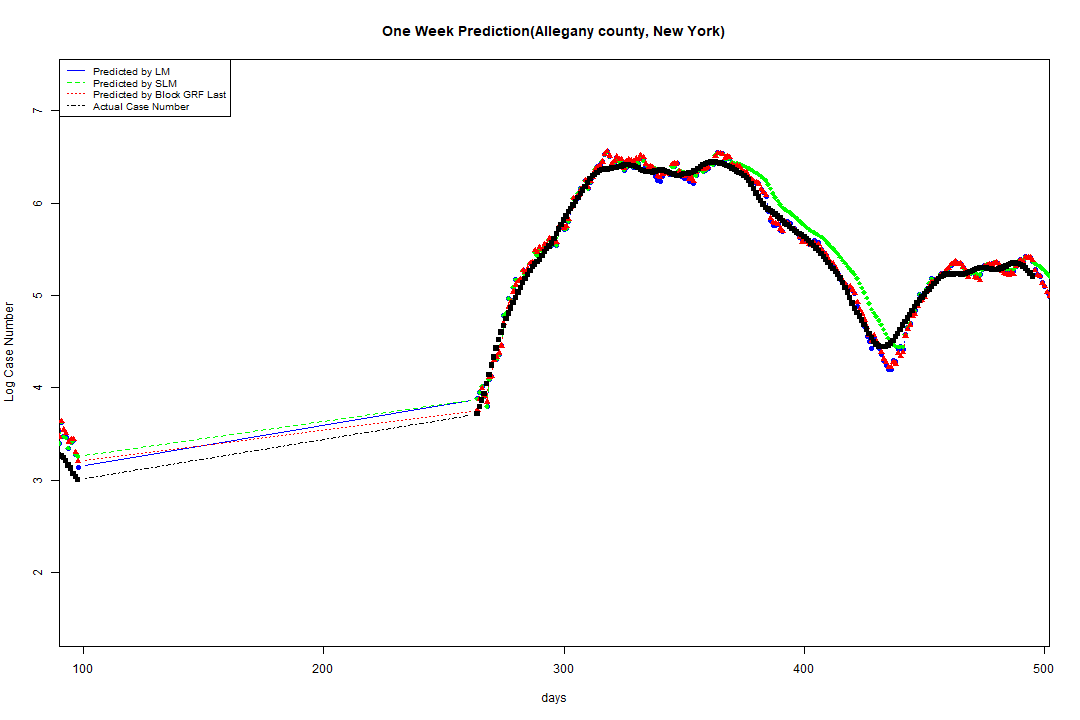 One Week Prediction(Allegany county, New York)
Predicted by LM
Predicted by SLM
Predicted by Block GRF Last
Actual Case Number
7
6
5
4
3
2
Log Case Number
100 200 300 400 500
days